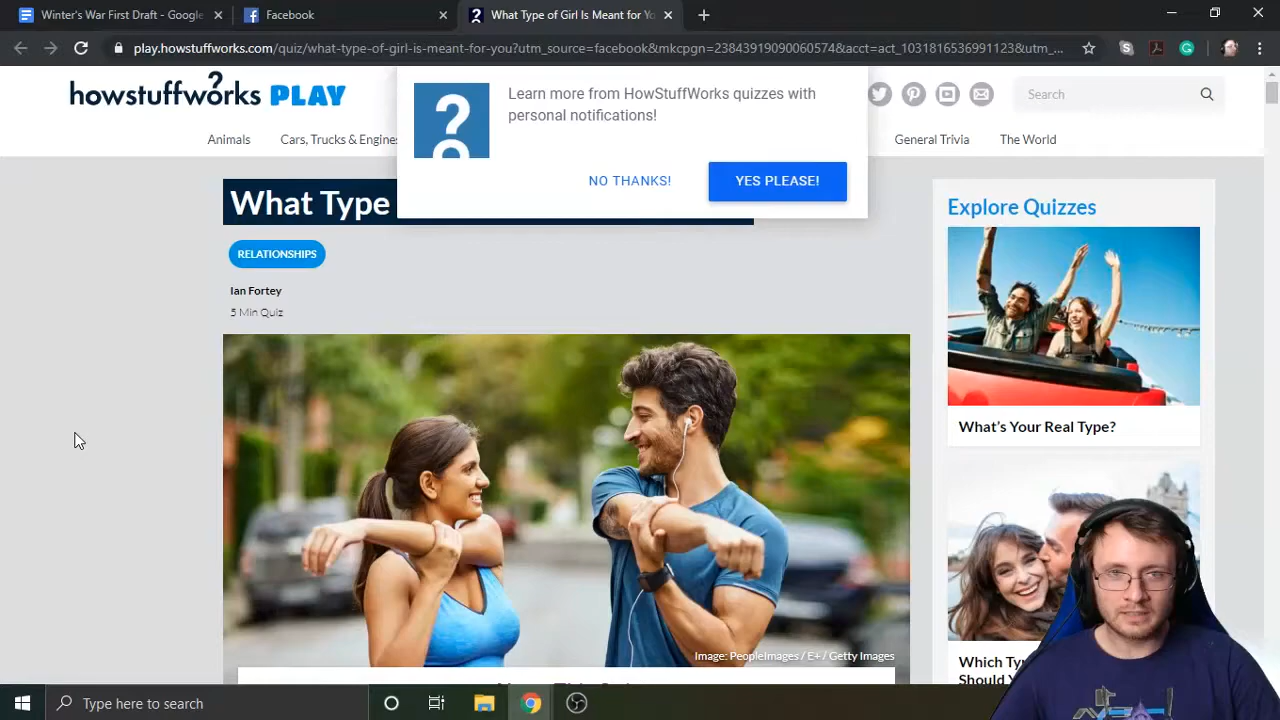 Winter's War First Draft - Google
Facebook
What Type of Girl Is Meant for Yo
play.howstuffworks.com/quiz/what-type-of-girl-is-meant-for-you?utm_source=facebook&mkcpgn=238439190900605748&acct=act_10318165369911238&utm_...
howstuffworks PLAY
Learn more from HowStuffWorks quizzes with
personal notifications!
NO THANKS!
YES PLEASE!
Search
Animals
Cars, Trucks & Engines
General Trivia
The World
What Type
RELATIONSHIPS
Ian Fortey
5 Min Quiz
Image: PeopleImages / E+ / Getty Images
Explore Quizzes
What's Your Real Type?
Which Ty
Should Y
Type here to search